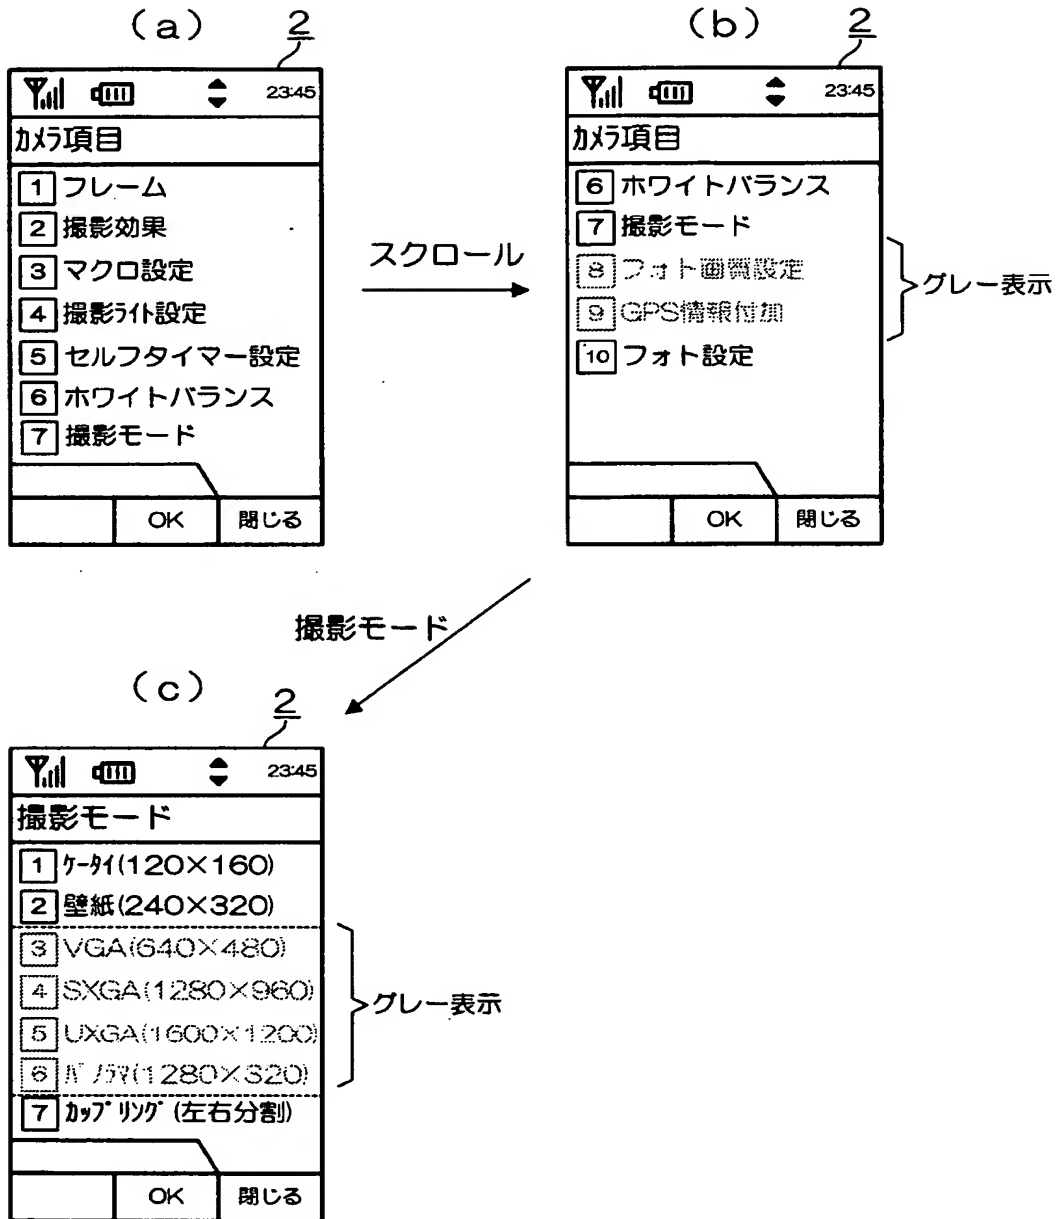 (a)
2
23:45
カメラ項目
1 フレーム
2 撮影効果
3 マクロ設定
4 撮影ライト設定
5 セルフタイマー設定
6 ホワイトバランス
7 撮影モード
OK
閉じる
スクロール
(b)
2
23:45
カメラ項目
6 ホワイトバランス
7 撮影モード
8 フォト画質設定
9 GPS情報付加
10 フォト設定
グレー表示
OK
閉じる
撮影モード
(c)
2
23:45
撮影モード
1 ケータイ(120×160)
2 壁紙(240×320)
3 VGA(640×480)
4 SXGA(1280×960)
5 UXGA(1600×1200)
6 パノラマ(1280×320)
7 カップリング(左右分割)
グレー表示
OK
閉じる